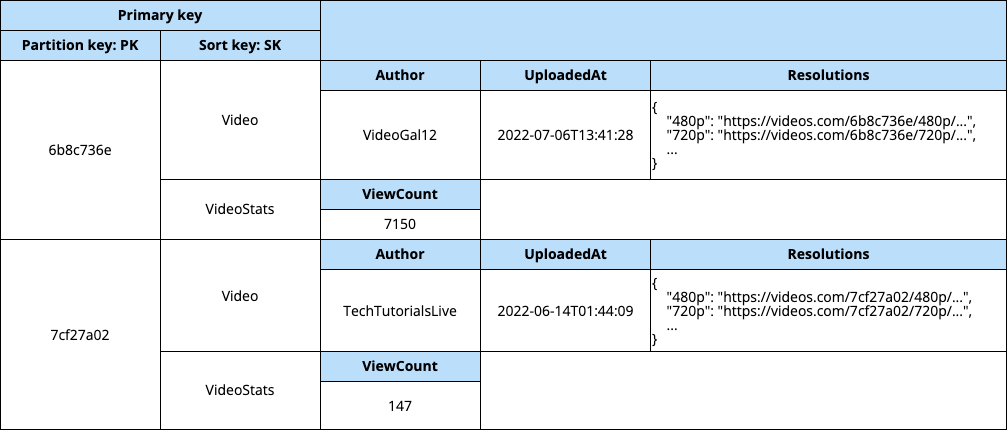 Primary key
Partition key: PK
Sort key: SK
Author
UploadedAt
Resolutions
6b8c736e
Video
VideoGal12
2022-07-06T13:41:28
{
"480p": "https://videos.com/6b8c736e/480p/...",
"720p": "https://videos.com/6b8c736e/720p/...",
...
}
VideoStats
ViewCount
7150
Author
UploadedAt
Resolutions
7cf27a02
Video
TechTutorialsLive
2022-06-14T01:44:09
{
"480p": "https://videos.com/7cf27a02/480p/...",
"720p": "https://videos.com/7cf27a02/720p/...",
...
}
VideoStats
ViewCount
147